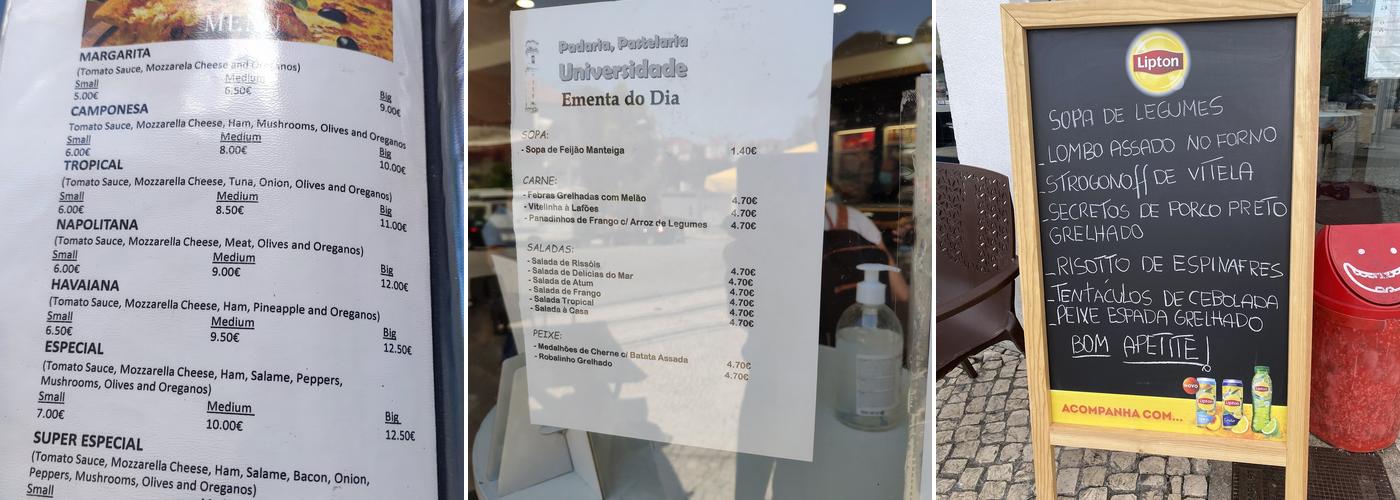 MENU
MARGARITA
(Tomato Sauce, Mozzarella Cheese and Oreganos)
Small Medium Big
5.00€ 6.50€ 9.00€
CAMPONESA
Tomato Sauce, Mozzarella Cheese, Ham, Mushrooms, Olives and Oreganos
Small Medium Big
6.00€ 8.00€ 10.00€
TROPICAL
(Tomato Sauce, Mozzarella Cheese, Tuna, Onion, Olives and Oreganos)
Small Medium Big
6.00€ 8.50€ 11.00€
NAPOLITANA
(Tomato Sauce, Mozzarella Cheese, Meat, Olives and Oreganos)
Small Medium Big
6.00€ 9.00€ 12.00€
HAVAIANA
(Tomato Sauce, Mozzarella Cheese, Ham, Pineapple and Oreganos)
Small Medium Big
6.50€ 9.50€ 12.50€
ESPECIAL
(Tomato Sauce, Mozzarella Cheese, Ham, Salame, Peppers,
Mushrooms, Olives and Oreganos)
Small Medium Big
7.00€ 10.00€ 12.50€
SUPER ESPECIAL
(Tomato Sauce, Mozzarella Cheese, Ham, Salame, Bacon, Onion,
Peppers, Mushrooms, Olives and Oreganos)
Small
Padaria, Pastelaria
Universidade
Ementa do Dia
SOPA:
- Sopa de Feijão Manteiga 1.40€
CARNE:
- Febras Grelhadas com Melão 4.70€
- Vitelinha à Lafões 4.70€
- Panadinhos de Frango c/ Arroz de Legumes 4.70€
SALADAS:
- Salada de Rissóis 4.70€
- Salada de Delicias do Mar 4.70€
- Salada de Atum 4.70€
- Salada de Frango 4.70€
- Salada Tropical 4.70€
- Salada à Casa 4.70€
PEIXE:
- Medalhões de Cherne c/ Batata Assada 4.70€
- Robalinho Grelhado 4.70€
Lipton
SOPA DE LEGUMES
- LOMBO ASSADO NO FORNO
- STROGONOff DE VITELA
- SECRETOS DE PORCO PRETO
GRELHADO
- RISOTTO DE ESPINAFRES
- TENTACULOS DE CEBOLADA
- PEIXE ESPADA GRELHADO
BOM APETITE!
NOVO
Lipton Lipton Lipton
ACOMPANHA COM...